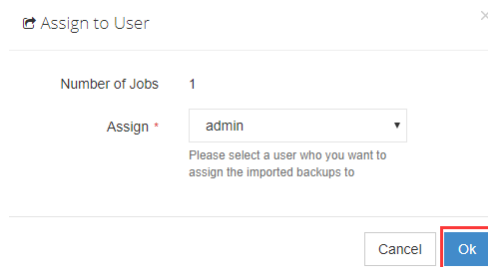 Assign to User
Number of Jobs 1
Assign * admin
Please select a user who you want to
assign the imported backups to
Cancel Ok